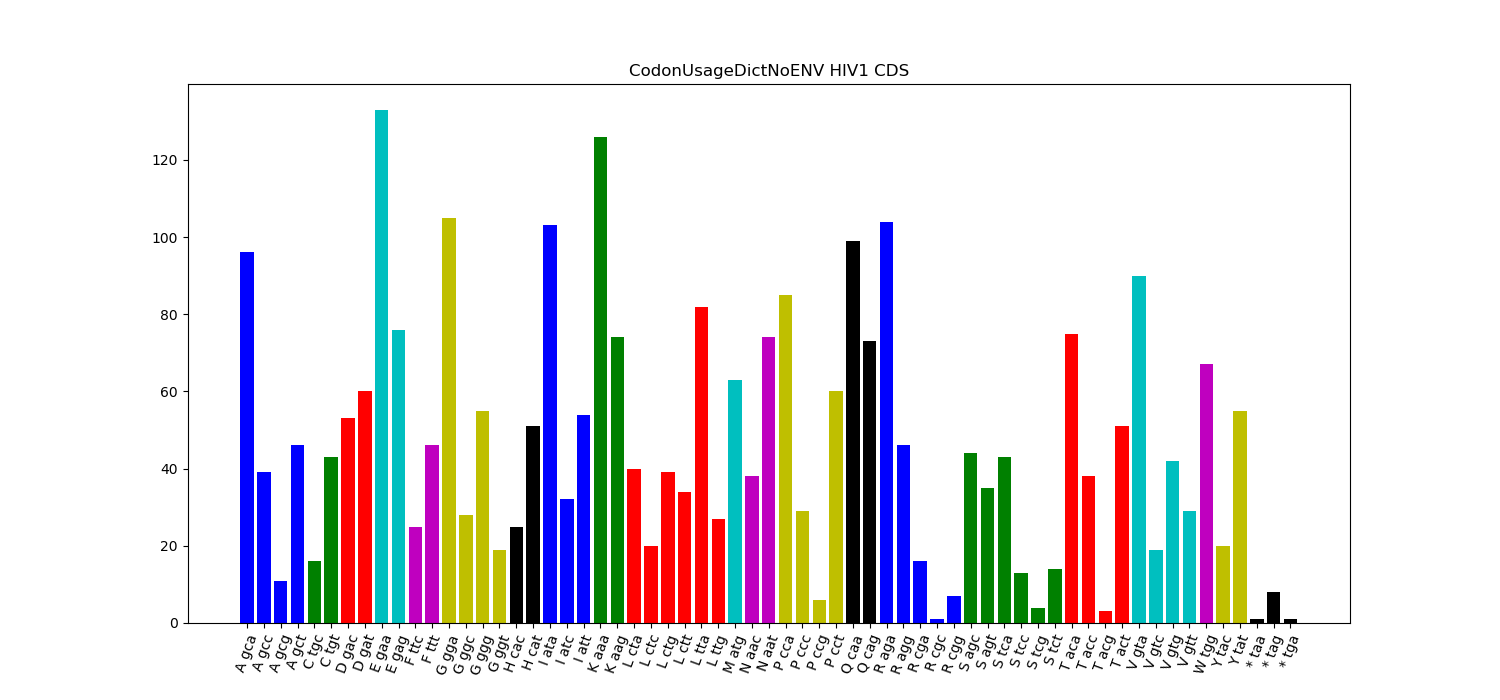 CodonUsageDictNoENV HIV1 CDS
120
100
80
60
40
20
0
A gca
A gcc
A gcg
A gct
C tgc
C tgt
D gac
D gat
E gaa
E gag
F ttc
F ttt
G gga
G ggc
G ggg
G ggt
H cac
H cat
I ata
I atc
I att
K aaa
K aag
L cta
L ctc
L ctg
L ctt
L tta
L ttg
M atg
N aac
N aat
P cca
P ccc
P ccg
P cct
Q caa
Q cag
R aga
R agg
R cga
R cgc
R cgg
S agc
S agt
S tca
S tcc
S tcg
S tct
T aca
T acc
T acg
T act
V gta
V gtc
V gtg
V gtt
W tgg
Y tac
Y tat
* taa
* tag
* tga